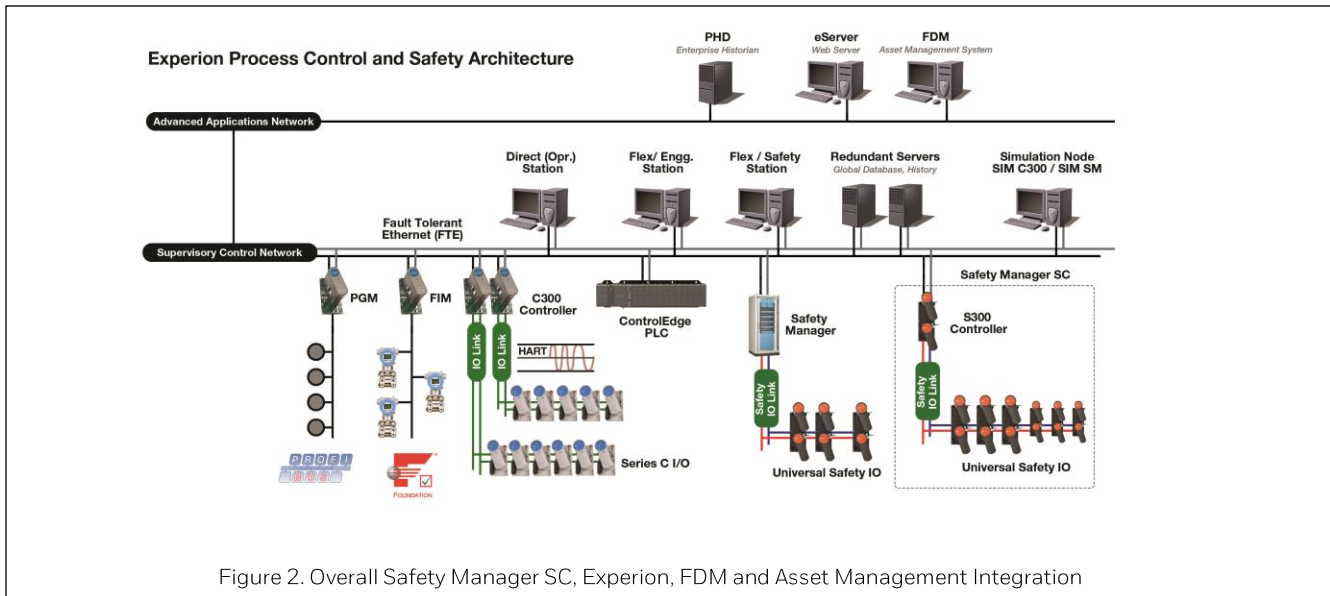 Experion Process Control and Safety Architecture
PHD
Enterprise Historian
eServer
Web Server
FDM
Asset Management System
Advanced Applications Network
Direct (Opr.)
Station
Flex/ Engg.
Station
Flex / Safety
Station
Redundant Servers
Global Database, History
Simulation Node
SIM C300 / SIM SM
Fault Tolerant
Ethernet (FTE)
Supervisory Control Network
PGM
FIM
C300
Controller
ControlEdge
PLC
Safety
Manager
Safety Manager SC
S300
Controller
IO Link
IO Link
HART
Safety
IO Link
Safety
IO Link
Series C I/O
Universal Safety IO
Universal Safety IO
PROFI
BUS
FOUNDATION
Figure 2. Overall Safety Manager SC, Experion, FDM and Asset Management Integration